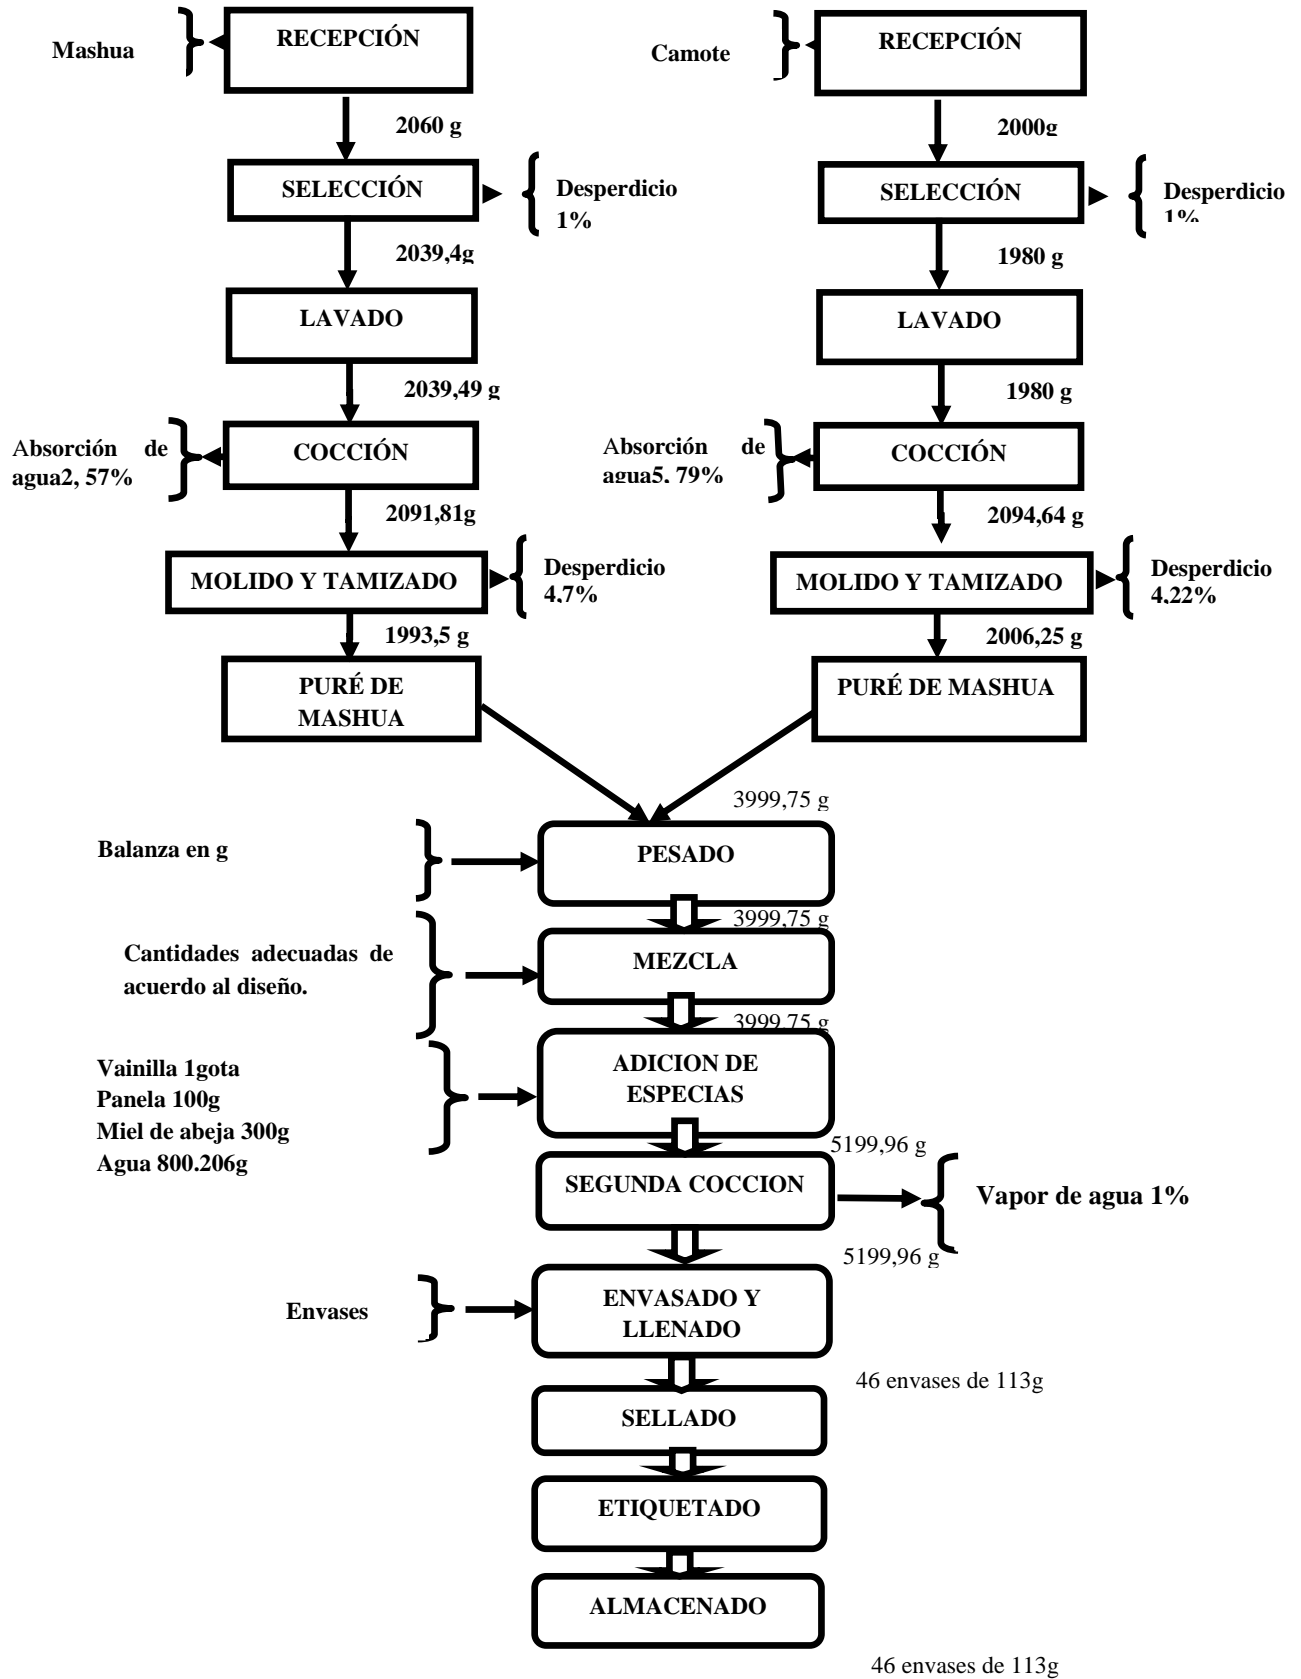 Mashua
RECEPCIÓN
Camote
RECEPCIÓN
2060 g
2000g
SELECCIÓN
Desperdicio
1%
SELECCIÓN
Desperdicio
1%
2039,4g
1980 g
LAVADO
LAVADO
2039,49 g
1980 g
Absorción de
agua2, 57%
COCCIÓN
Absorción de
agua5, 79%
COCCIÓN
2091,81g
2094,64 g
MOLIDO Y TAMIZADO
Desperdicio
4,7%
MOLIDO Y TAMIZADO
Desperdicio
4,22%
1993,5 g
2006,25 g
PURÉ DE
MASHUA
PURÉ DE MASHUA
3999,75 g
Balanza en g
PESADO
3999,75 g
Cantidades adecuadas de
acuerdo al diseño.
MEZCLA
3999,75 g
Vainilla 1gota
Panela 100g
Miel de abeja 300g
Agua 800.206g
ADICION DE
ESPECIAS
5199,96 g
SEGUNDA COCCION
Vapor de agua 1%
5199,96 g
Envases
ENVASADO Y
LLENADO
46 envases de 113g
SELLADO
ETIQUETADO
ALMACENADO
46 envases de 113g